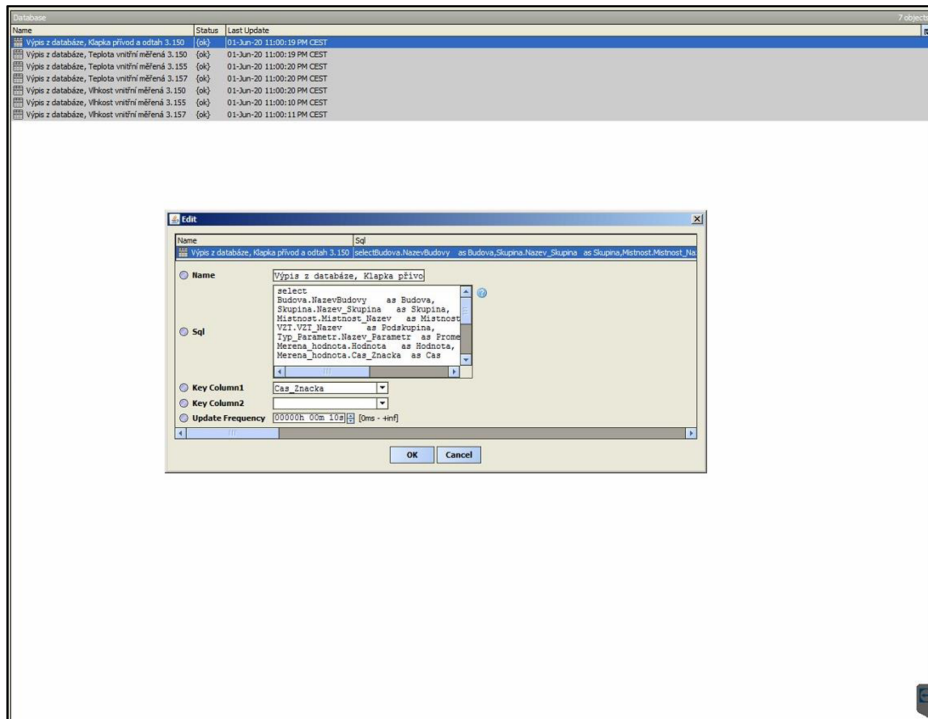 Database 7 objects
Name Status Last Update
Výpis z databáze, Klapka přívod a odtah 3.150 {ok} 01-Jun-20 11:00:19 PM CEST
Výpis z databáze, Teplota vnitřní měřená 3.150 {ok} 01-Jun-20 11:00:20 PM CEST
Výpis z databáze, Teplota vnitřní měřená 3.155 {ok} 01-Jun-20 11:00:20 PM CEST
Výpis z databáze, Teplota vnitřní měřená 3.157 {ok} 01-Jun-20 11:00:20 PM CEST
Výpis z databáze, Vlhkost vnitřní měřená 3.150 {ok} 01-Jun-20 11:00:20 PM CEST
Výpis z databáze, Vlhkost vnitřní měřená 3.155 {ok} 01-Jun-20 11:00:10 PM CEST
Výpis z databáze, Vlhkost vnitřní měřená 3.157 {ok} 01-Jun-20 11:00:11 PM CEST
Edit
Name Sql
Výpis z databáze, Klapka přívod a odtah 3.150 selectBudova.NazevBudovy as Budova,Skupina.Nazev_Skupina as Skupina,Mistnost.Mistnost_Na
Name Výpis z databáze, Klapka přívo
Sql
select
Budova.NazevBudovy as Budova,
Skupina.Nazev_Skupina as Skupina,
Mistnost.Mistnost_Nazev as Mistnost
VZT.VZT_Nazev as Podskupina,
Typ_Parametr.Nazev_Parametr as Prome
Merena_hodnota.Hodnota as Hodnota,
Merena_hodnota.Cas_Znacka as Cas
Key Column1 Cas_Znacka
Key Column2
Update Frequency 00000h 00m 10s [0ms - +inf]
OK Cancel